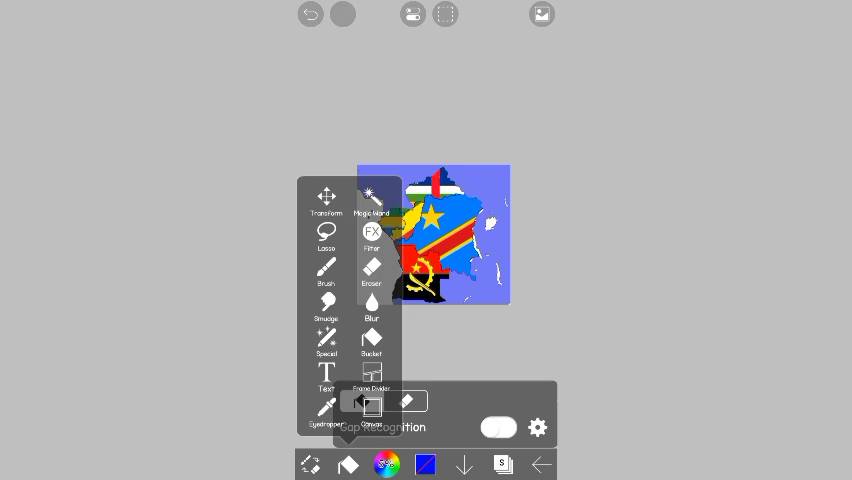 Transform Magic Wand
Lasso FX Filter
Brush Eraser
Smudge Blur
Special Bucket
T
Text Frame Divider
Eyedropper Canvas
Gap Recognition
S